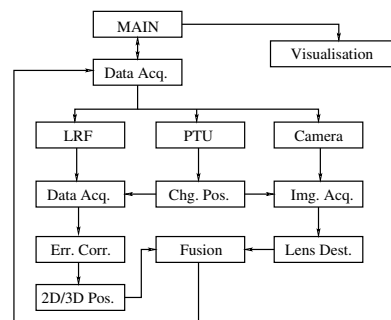 MAIN
Visualisation
Data Acq.
LRF
PTU
Camera
Data Acq.
Chg. Pos.
Img. Acq.
Err. Corr.
Fusion
Lens Dest.
2D/3D Pos.